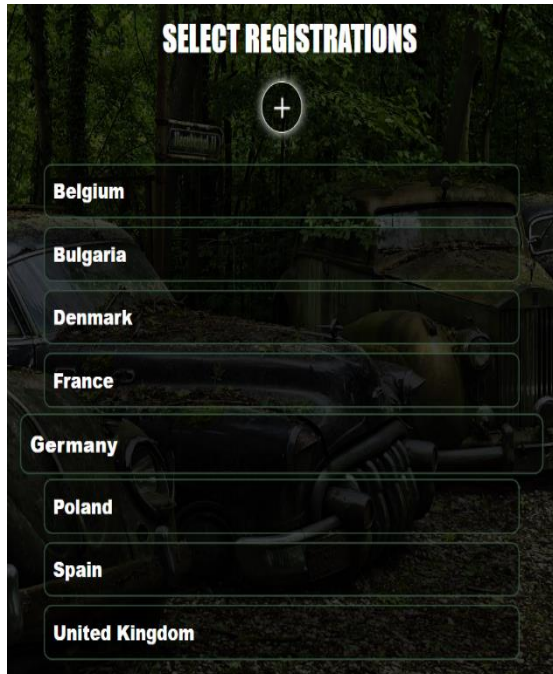 SELECT REGISTRATIONS
+
Belgium
Bulgaria
Denmark
France
Germany
Poland
Spain
United Kingdom